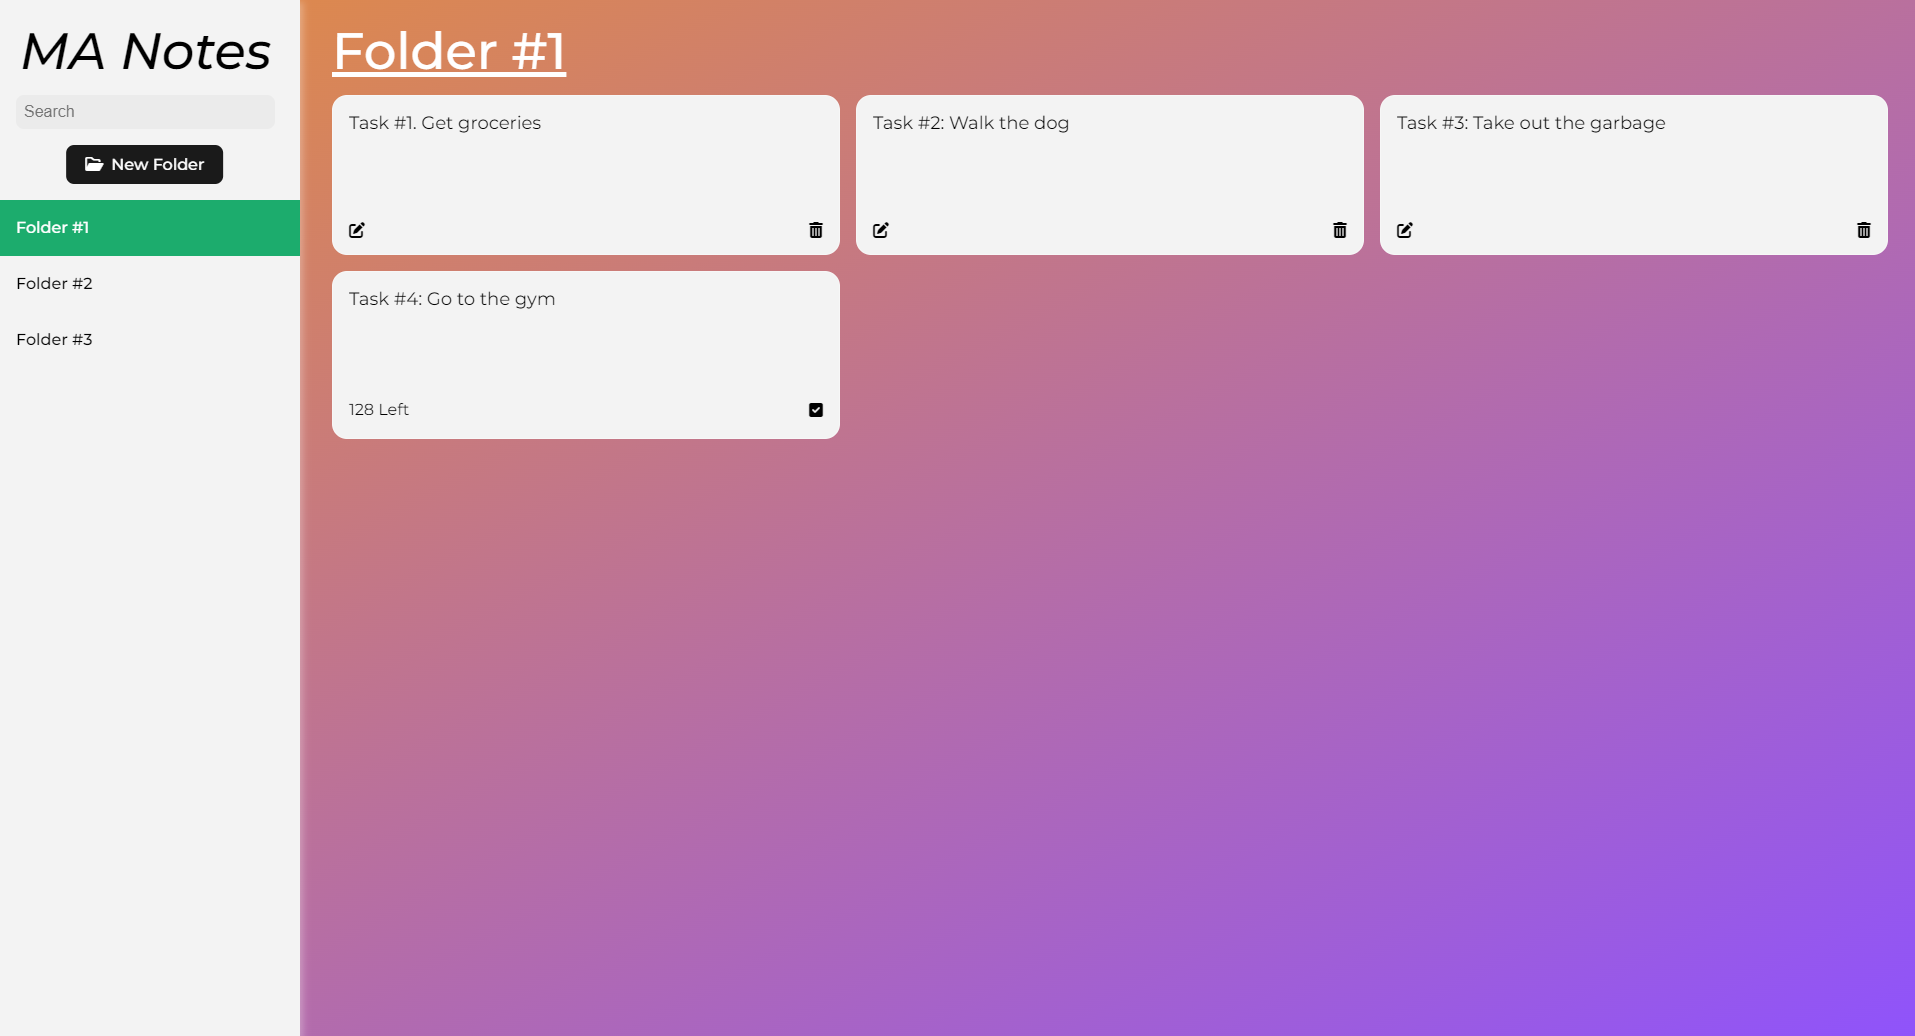 MA Notes
Search
New Folder
Folder #1
Folder #2
Folder #3
Folder #1
Task #1. Get groceries
Task #2: Walk the dog
Task #3: Take out the garbage
Task #4: Go to the gym
128 Left